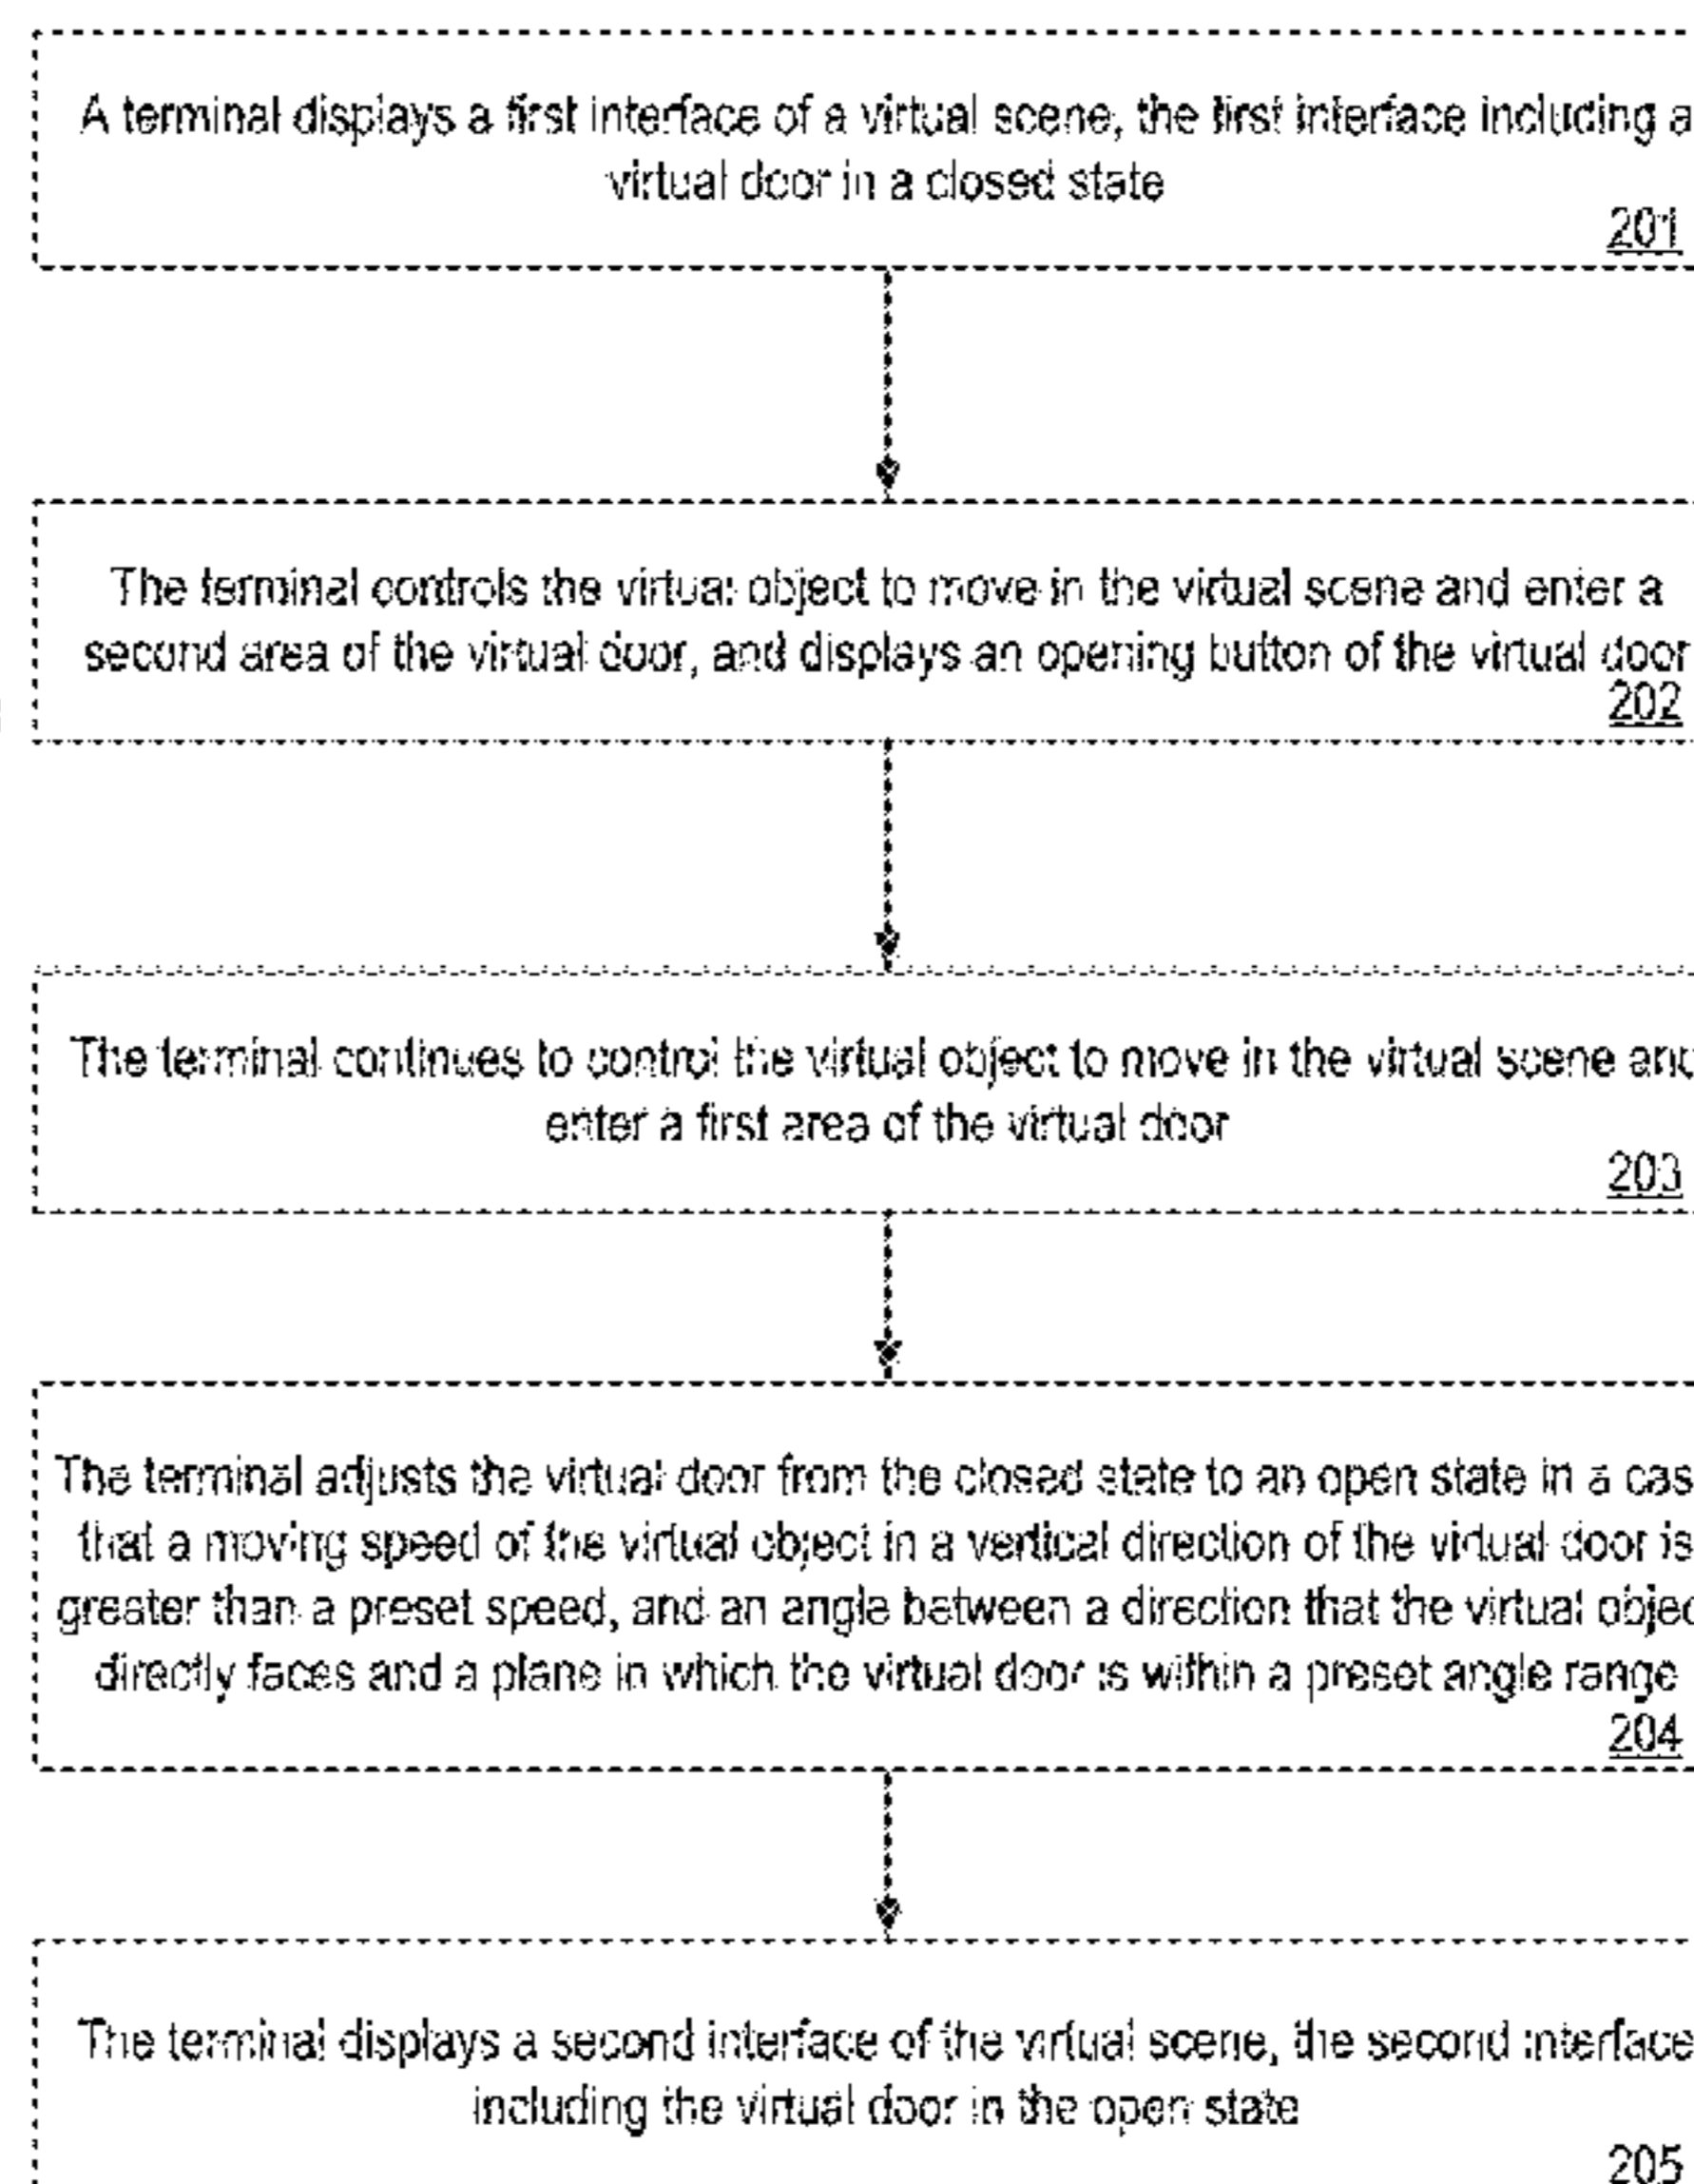 A terminal displays a first interface of a virtual scene, the first interface including a
virtual door in a closed state
201
The terminal controls the virtual object to move in the virtual scene and enter a
second area of the virtual door, and displays an opening button of the virtual door
202
The terminal continues to control the virtual object to move in the virtual scene and
enter a first area of the virtual door
203
The terminal adjusts the virtual door from the closed state to an open state in a cas
that a moving speed of the virtual object in a vertical direction of the virtual door is
greater than a preset speed, and an angle between a direction that the virtual objec
directly faces and a plane in which the virtual door is within a preset angle range
204
The terminal displays a second interface of the virtual scene, the second interface
including the virtual door in the open state
205